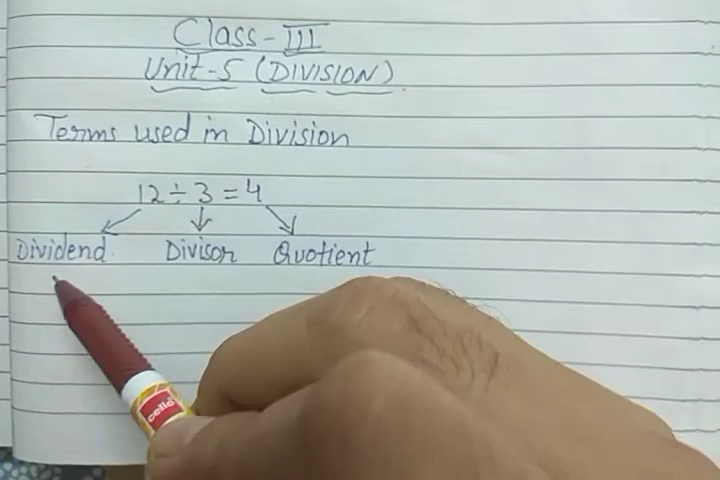 Class-III
Unit-5 (DIVISION)
Terms used in Division
12 ÷ 3 = 4
Dividend Divisor Quotient
cello